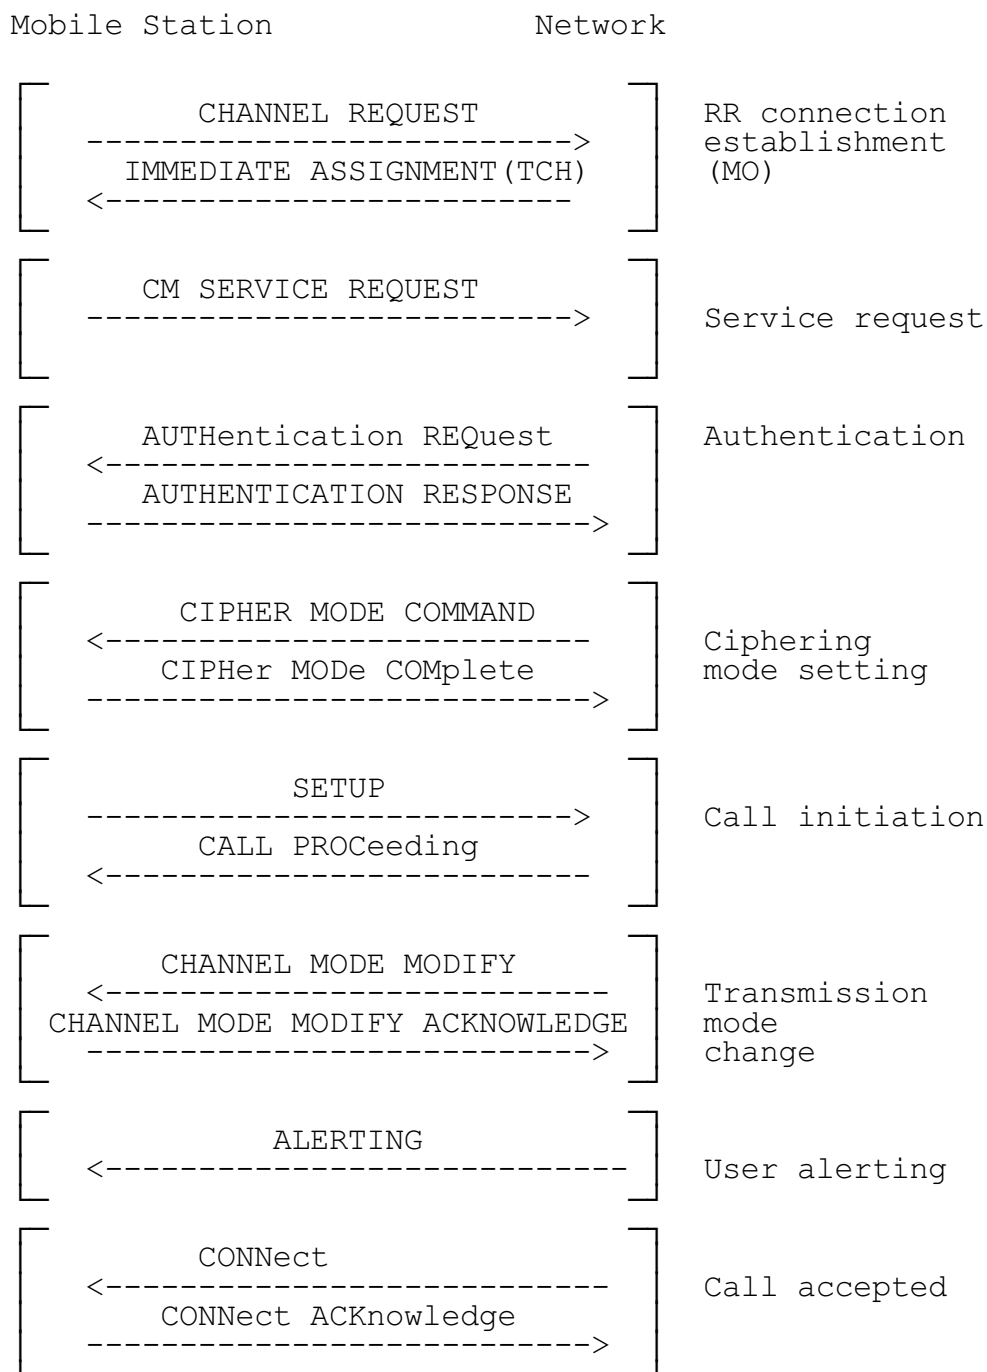 Mobile Station Network
CHANNEL REQUEST RR connection
--------------------------> establishment
IMMEDIATE ASSIGNMENT(TCH) (MO)
<-------------------------
CM SERVICE REQUEST
--------------------------> Service request
AUTHentication REQuest Authentication
<--------------------------
AUTHENTICATION RESPONSE
--------------------------->
CIPHER MODE COMMAND
<-------------------------- Ciphering
CIPHer MODe COMplete mode setting
--------------------------->
SETUP
--------------------------> Call initiation
CALL PROCeeding
<--------------------------
CHANNEL MODE MODIFY
<--------------------------- Transmission
CHANNEL MODE MODIFY ACKNOWLEDGE mode
---------------------------> change
ALERTING
<---------------------------- User alerting
CONNect
<--------------------------- Call accepted
CONNect ACKnowledge
--------------------------->